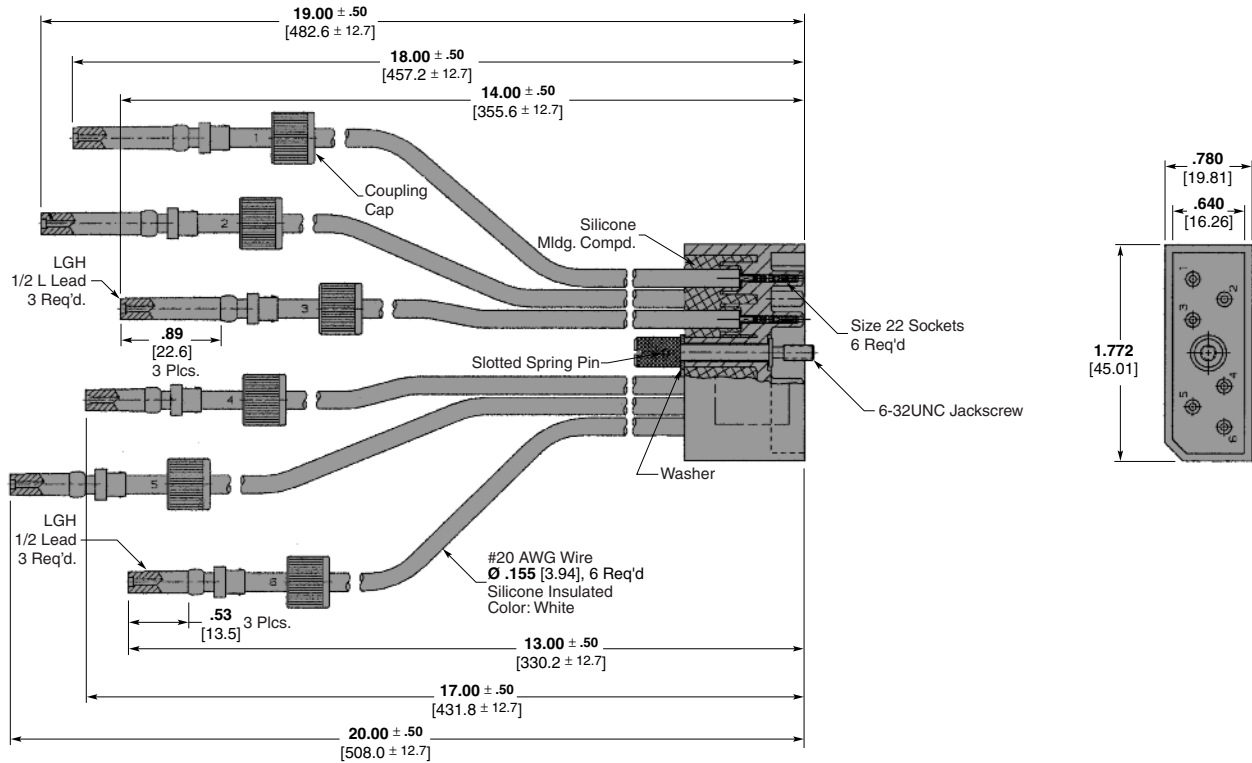 19.00 ± .50
[482.6 ± 12.7]
18.00 ± .50
[457.2 ± 12.7]
14.00 ± .50
[355.6 ± 12.7]
1
Coupling
Cap
2
Silicone
Mldg. Compd.
LGH
1/2 L Lead
3 Req'd.
3
.89
[22.6]
3 Plcs.
Slotted Spring Pin
Size 22 Sockets
6 Req'd
4
6-32UNC Jackscrew
Washer
5
LGH
1/2 Lead
3 Req'd.
6
#20 AWG Wire
Ø .155 [3.94], 6 Req'd
Silicone Insulated
Color: White
.53
[13.5]
3 Plcs.
13.00 ± .50
[330.2 ± 12.7]
17.00 ± .50
[431.8 ± 12.7]
20.00 ± .50
[508.0 ± 12.7]
.780
[19.81]
.640
[16.26]
1
2
3
1.772
[45.01]
4
5
6